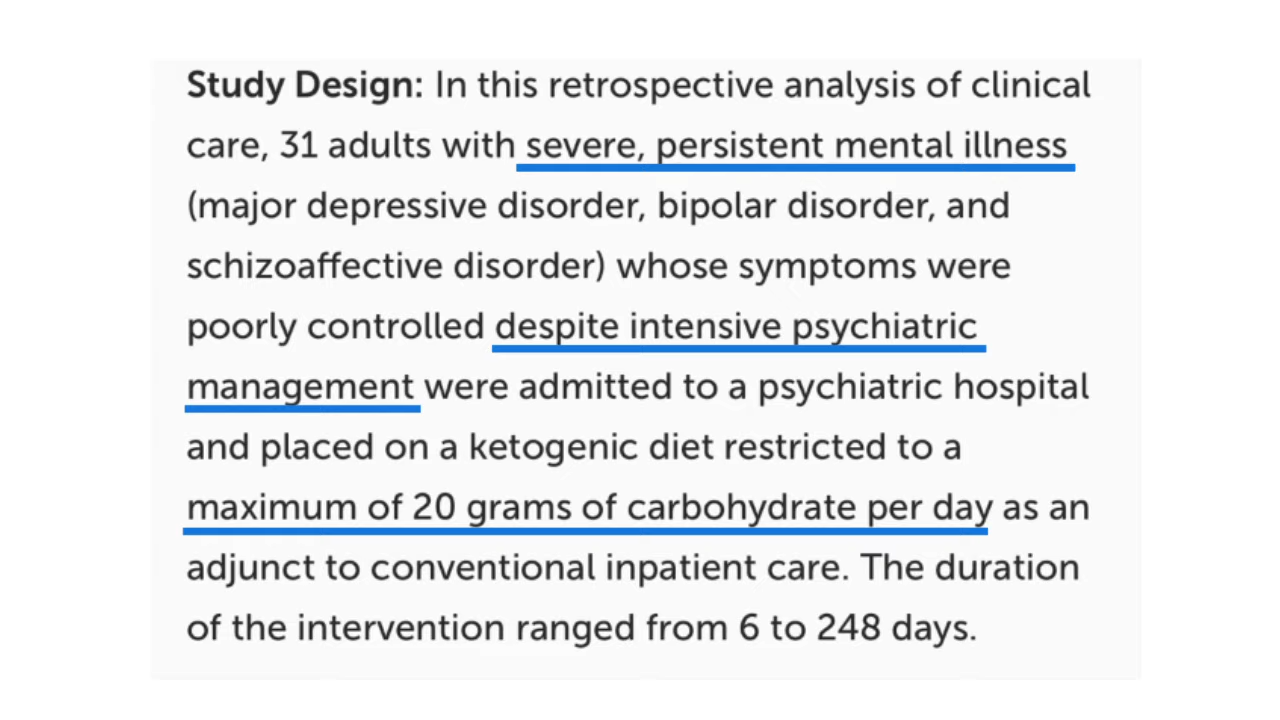 Study Design: In this retrospective analysis of clinical
care, 31 adults with severe, persistent mental illness
(major depressive disorder, bipolar disorder, and
schizoaffective disorder) whose symptoms were
poorly controlled despite intensive psychiatric
management were admitted to a psychiatric hospital
and placed on a ketogenic diet restricted to a
maximum of 20 grams of carbohydrate per day as an
adjunct to conventional inpatient care. The duration
of the intervention ranged from 6 to 248 days.